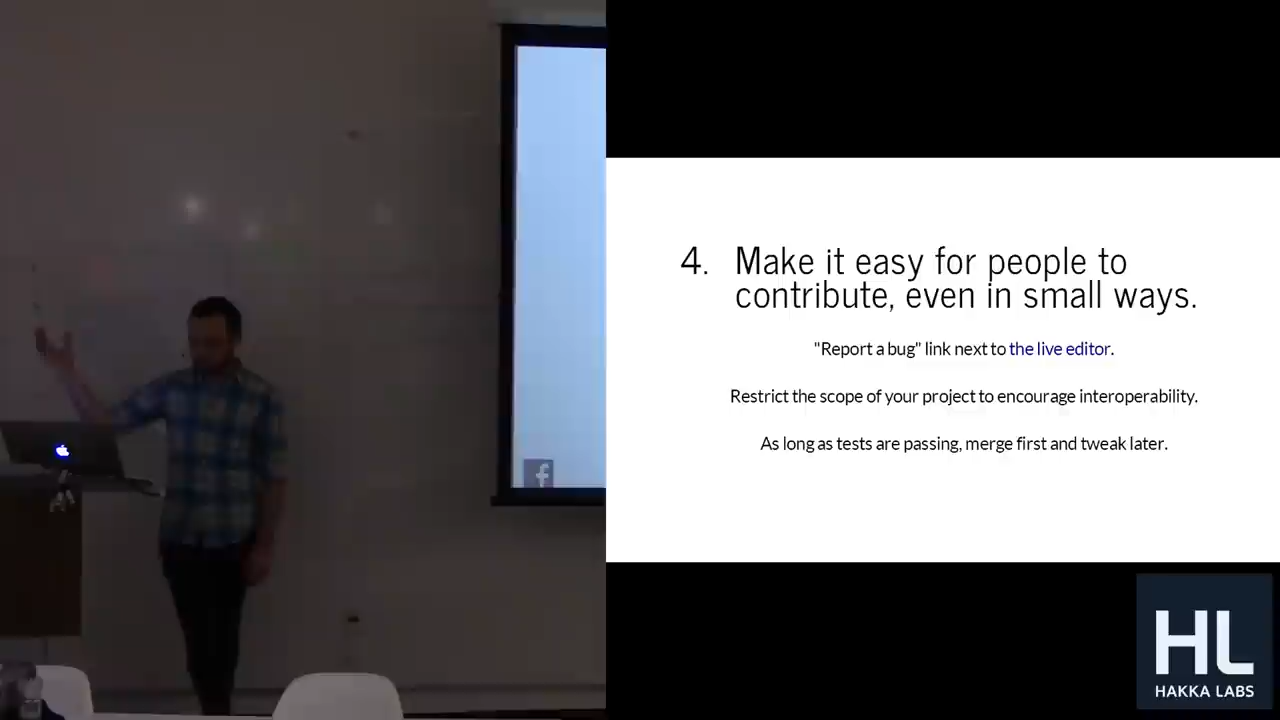 4. Make it easy for people to
contribute, even in small ways.
"Report a bug" link next to the live editor.
Restrict the scope of your project to encourage interoperability.
As long as tests are passing, merge first and tweak later.
HL
HAKKA LABS